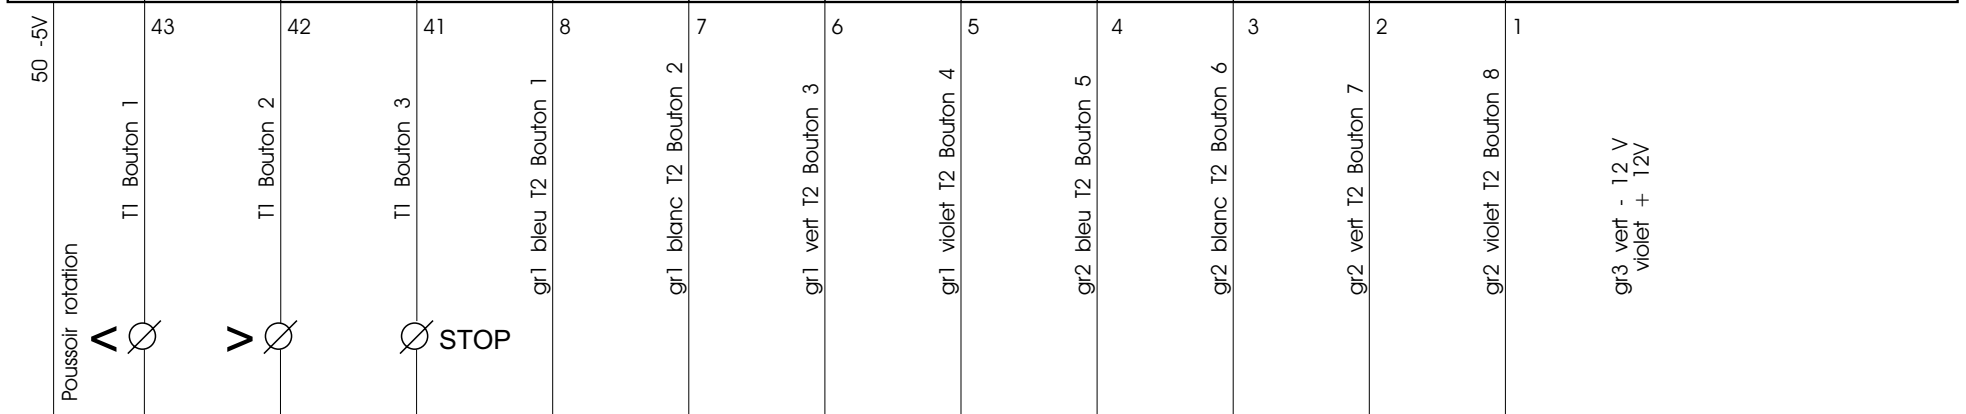 50 -5V
43
42
41
8
7
6
5
4
3
2
1
T1 Bouton 1
T1 Bouton 2
T1 Bouton 3
gr1 bleu T2 Bouton 1
gr1 blanc T2 Bouton 2
gr1 vert T2 Bouton 3
gr1 violet T2 Bouton 4
gr2 bleu T2 Bouton 5
gr2 blanc T2 Bouton 6
gr2 vert T2 Bouton 7
gr2 violet T2 Bouton 8
gr3 vert - 12 V
violet + 12V
Poussoir rotation
<
>
STOP